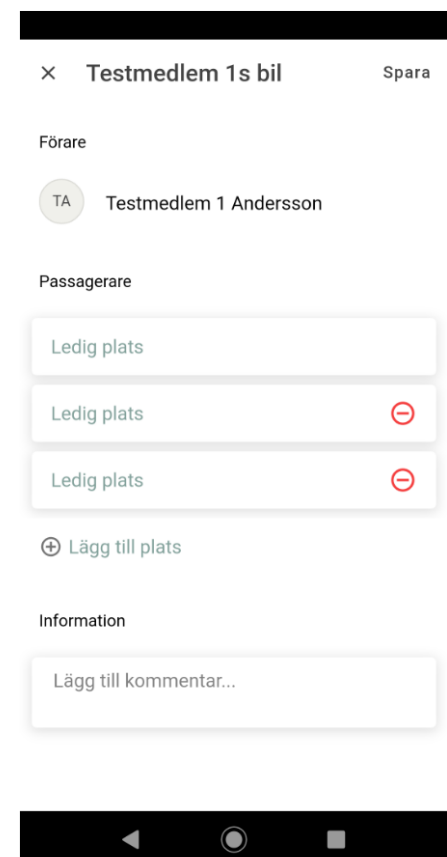 Testmedlem 1s bil
Spara
Förare
TA
Testmedlem 1 Andersson
Passagerare
Ledig plats
Ledig plats
Ledig plats
Lägg till plats
Information
Lägg till kommentar...